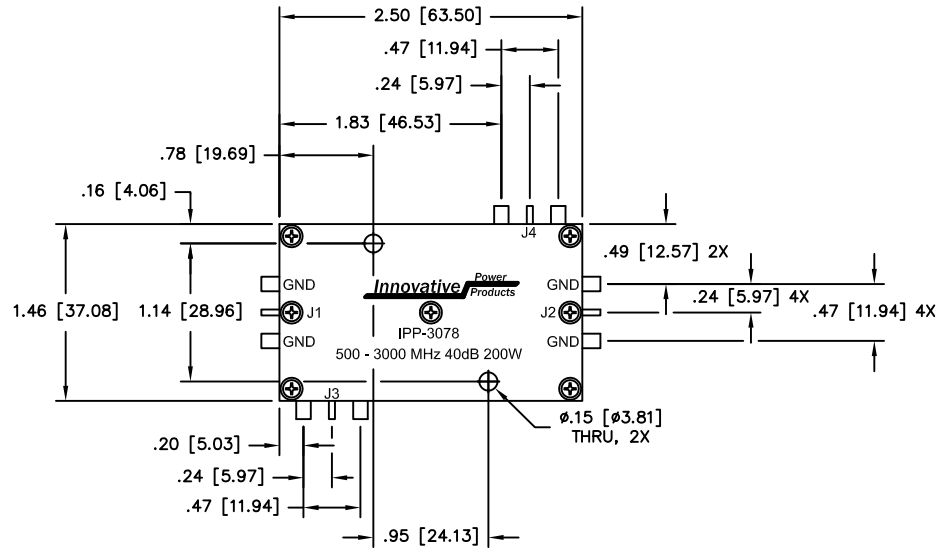 2.50 [63.50]
.47 [11.94]
.24 [5.97]
1.83 [46.53]
.78 [19.69]
.16 [4.06]
J4
.49 [12.57] 2X
Innovative Power Products
GND
GND
1.46 [37.08]
1.14 [28.96]
J1
J2
.24 [5.97] 4X
.47 [11.94] 4X
IPP-3078
GND
GND
500 - 3000 MHz 40dB 200W
J3
ø.15 [ø3.81]
THRU, 2X
.20 [5.03]
.24 [5.97]
.47 [11.94]
.95 [24.13]